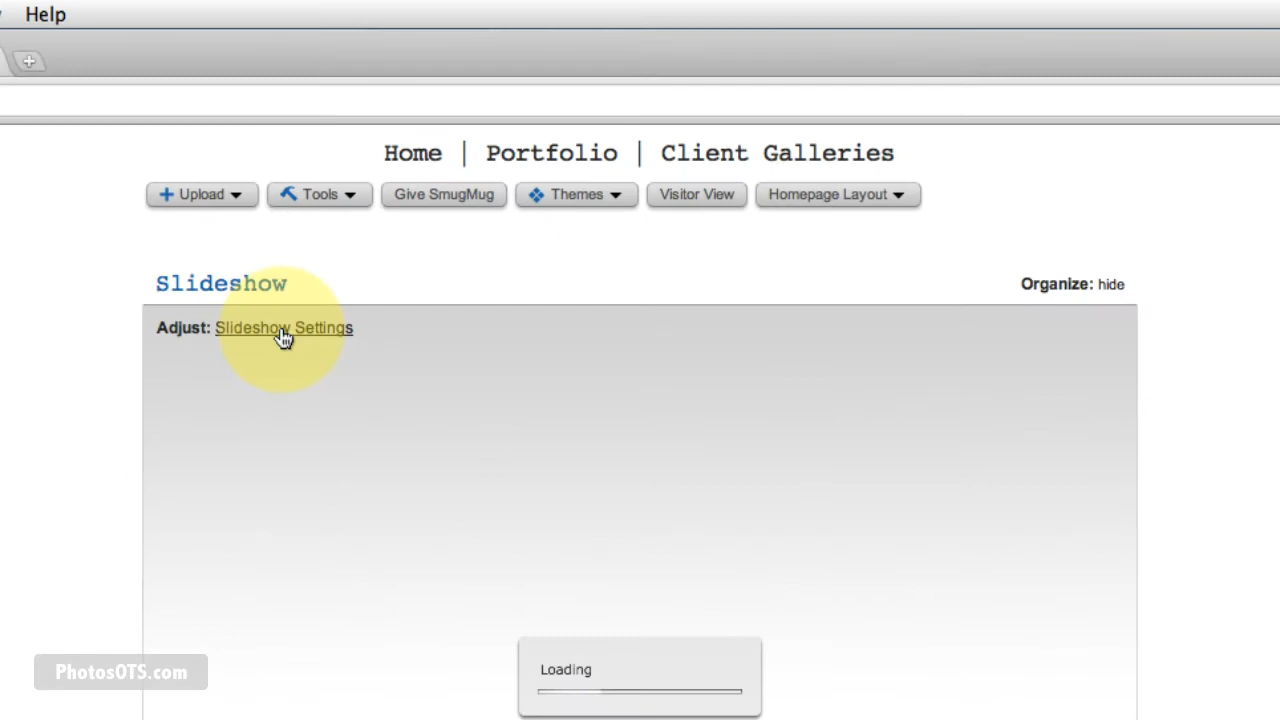 Help
Home | Portfolio | Client Galleries
Upload Tools Give SmugMug Themes Visitor View Homepage Layout
Slideshow Organize: hide
Adjust: Slideshow Settings
Loading
PhotosOTS.com